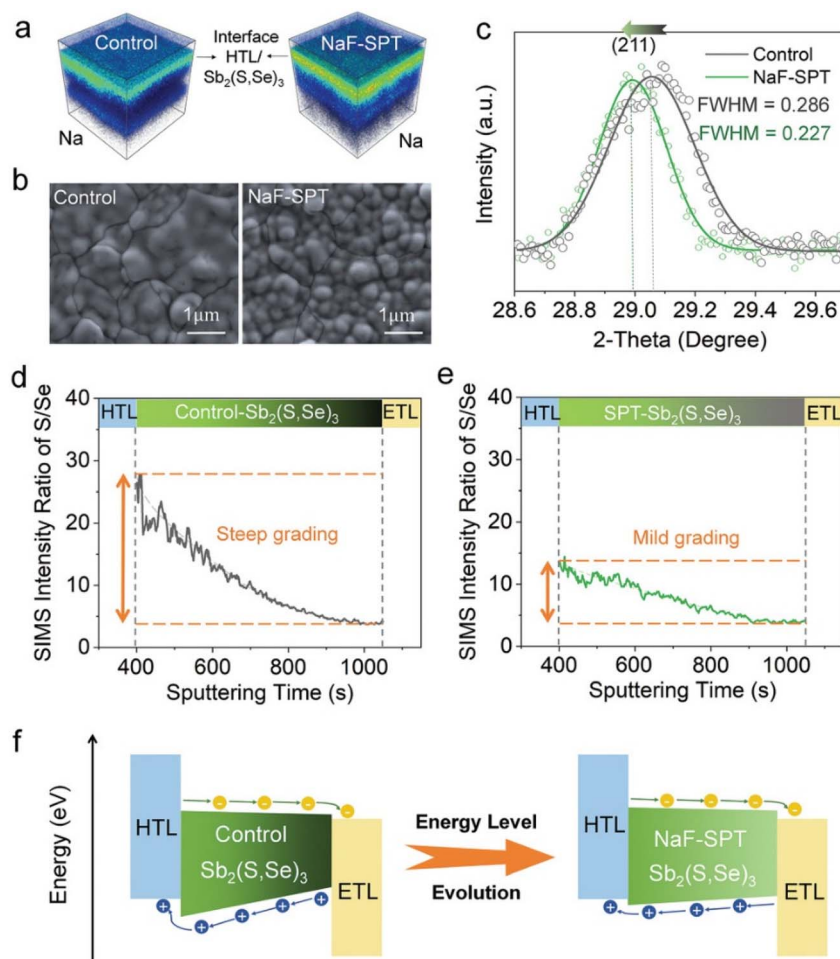 a
Control
Interface
HTL/
Sb₂(S,Se)₃
NaF-SPT
Na
Na
b
Control
1μm
NaF-SPT
1μm
c
(211)
Control
NaF-SPT
FWHM = 0.286
FWHM = 0.227
Intensity (a.u.)
28.6 28.8 29.0 29.2 29.4 29.6
2-Theta (Degree)
d
HTL
Control-Sb₂(S,Se)₃
ETL
SIMS Intensity Ratio of S/Se
40
30
20
10
0
Steep grading
400 600 800 1000
Sputtering Time (s)
e
HTL
SPT-Sb₂(S,Se)₃
ETL
SIMS Intensity Ratio of S/Se
40
30
20
10
0
Mild grading
400 600 800 1000
Sputtering Time (s)
f
Energy (eV)
HTL
Control
Sb₂(S,Se)₃
ETL
Energy Level
Evolution
HTL
NaF-SPT
Sb₂(S,Se)₃
ETL